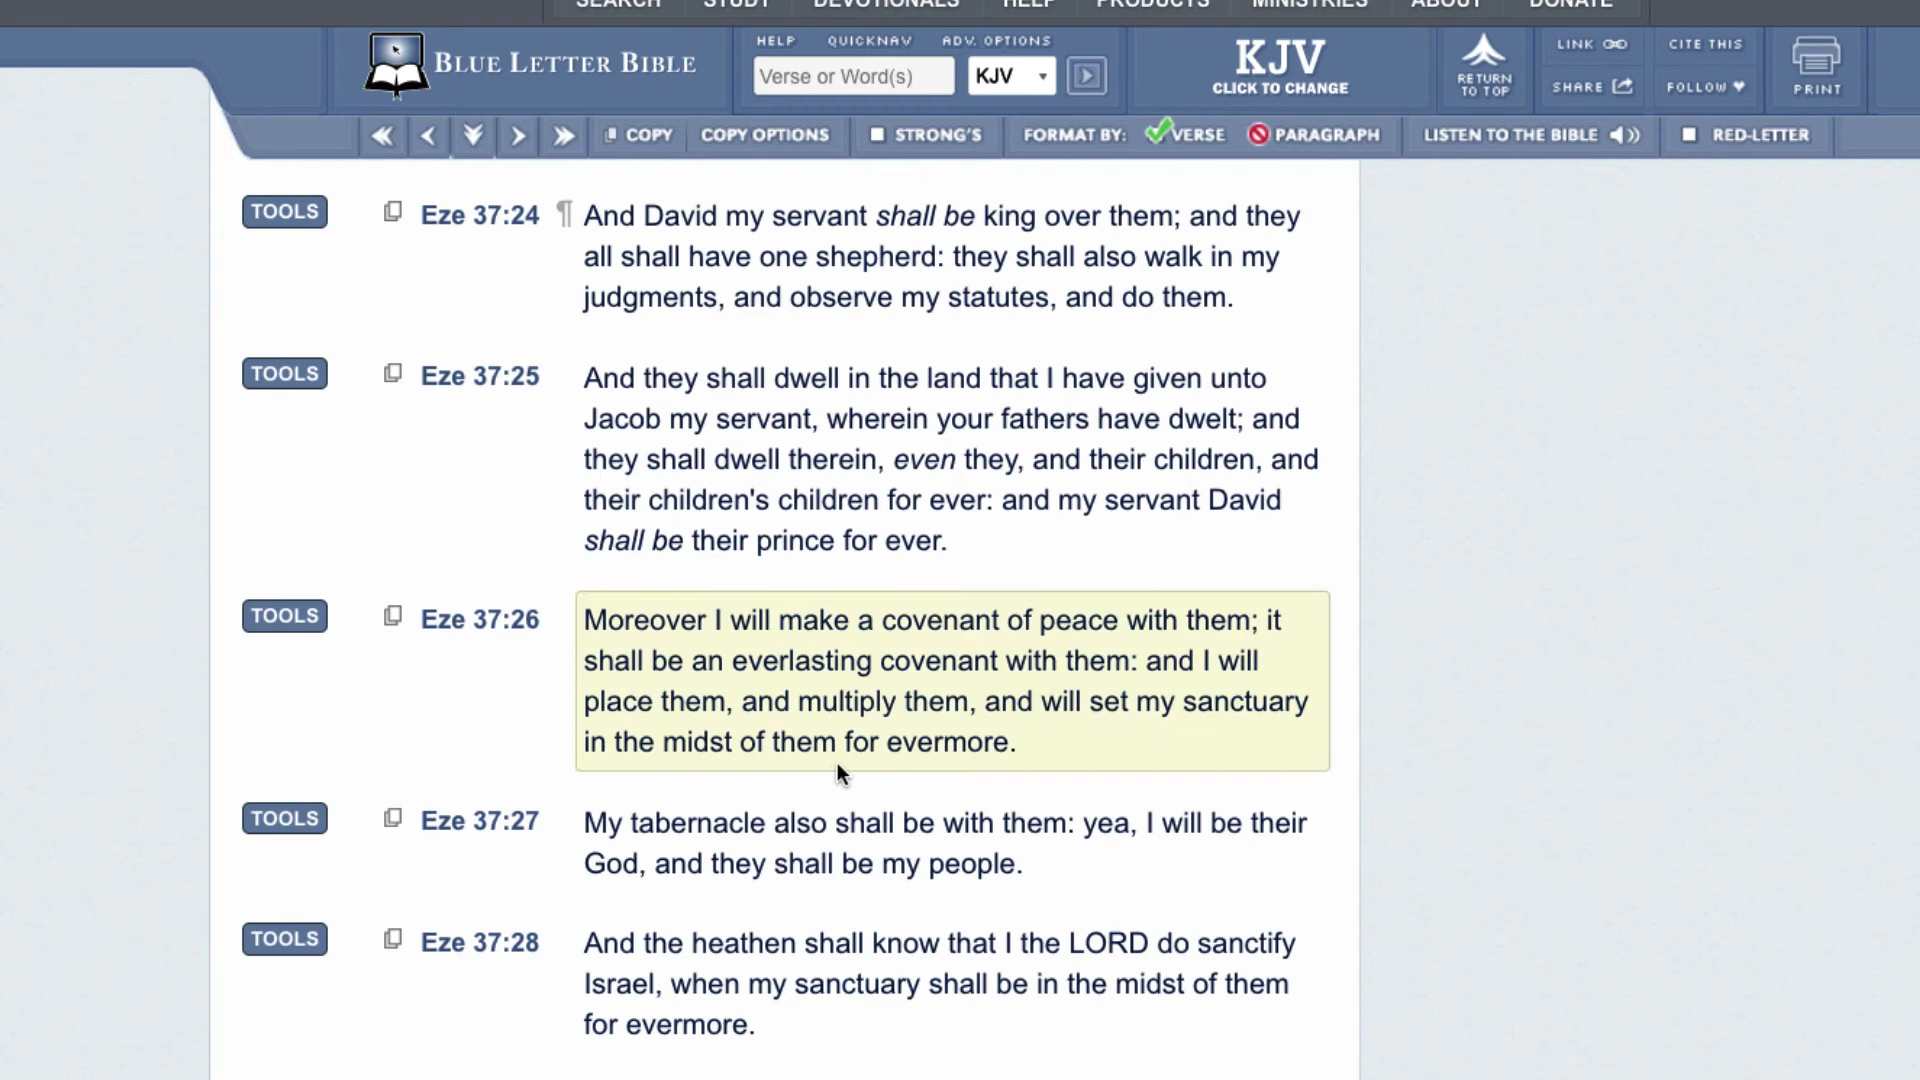 SEARCH STUDY DEVOTIONALS HELP PRODUCTS MINISTRIES ABOUT DONATE
BLUE LETTER BIBLE
HELP QUICKNAV ADV. OPTIONS
Verse or Word(s) KJV
KJV
CLICK TO CHANGE
RETURN
TO TOP
LINK
SHARE
CITE THIS
FOLLOW
PRINT
COPY COPY OPTIONS STRONG'S FORMAT BY: VERSE PARAGRAPH LISTEN TO THE BIBLE RED-LETTER
TOOLS Eze 37:24 ¶ And David my servant shall be king over them; and they
all shall have one shepherd: they shall also walk in my
judgments, and observe my statutes, and do them.
TOOLS Eze 37:25 And they shall dwell in the land that I have given unto
Jacob my servant, wherein your fathers have dwelt; and
they shall dwell therein, even they, and their children, and
their children's children for ever: and my servant David
shall be their prince for ever.
TOOLS Eze 37:26 Moreover I will make a covenant of peace with them; it
shall be an everlasting covenant with them: and I will
place them, and multiply them, and will set my sanctuary
in the midst of them for evermore.
TOOLS Eze 37:27 My tabernacle also shall be with them: yea, I will be their
God, and they shall be my people.
TOOLS Eze 37:28 And the heathen shall know that I the LORD do sanctify
Israel, when my sanctuary shall be in the midst of them
for evermore.